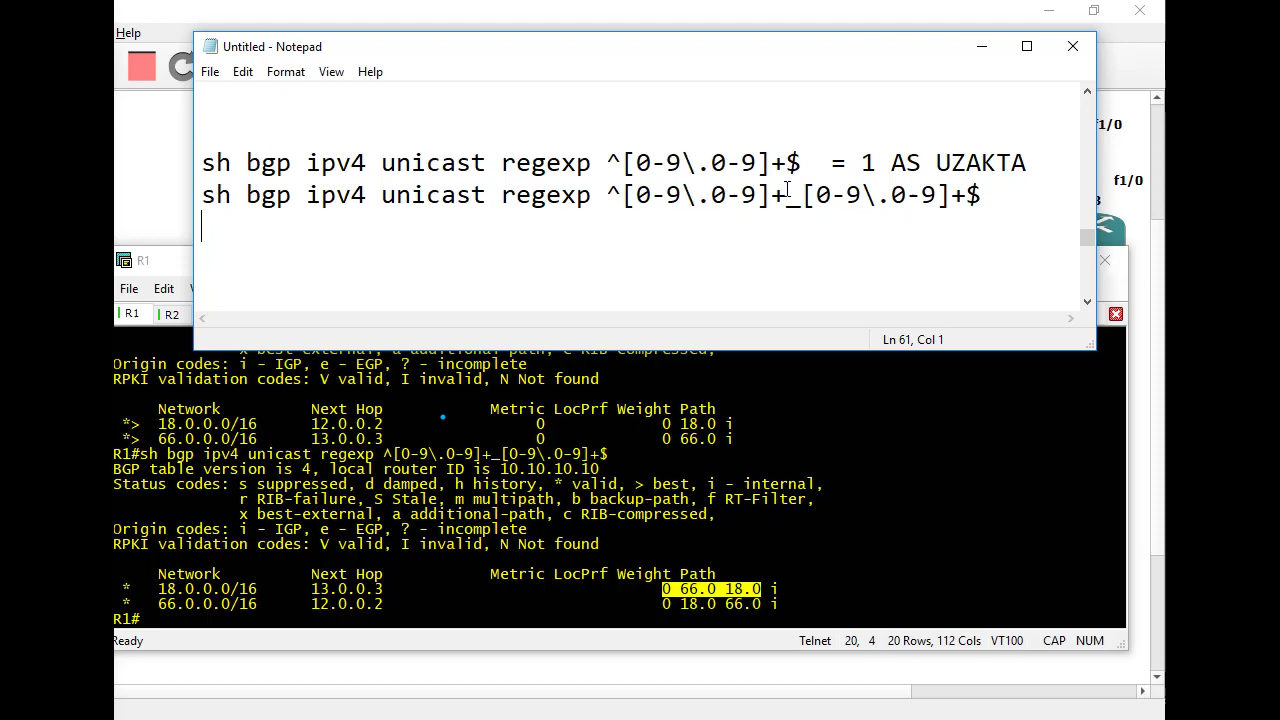 Help
Untitled - Notepad
File Edit Format View Help
f1/0
sh bgp ipv4 unicast regexp ^[0-9\.0-9]+$ = 1 AS UZAKTA
f1/0
sh bgp ipv4 unicast regexp ^[0-9\.0-9]+_[0-9\.0-9]+$
R1
File Edit
R1 R2
Ln 61, Col 1
x best-external, a additional-path, c RIB-compressed,
Origin codes: i - IGP, e - EGP, ? - incomplete
RPKI validation codes: V valid, I invalid, N Not found
Network Next Hop Metric LocPrf Weight Path
*> 18.0.0.0/16 12.0.0.2 0 0 18.0 i
*> 66.0.0.0/16 13.0.0.3 0 0 66.0 i
R1#sh bgp ipv4 unicast regexp ^[0-9\.0-9]+_[0-9\.0-9]+$
BGP table version is 4, local router ID is 10.10.10.10
Status codes: s suppressed, d damped, h history, * valid, > best, i - internal,
r RIB-failure, S Stale, m multipath, b backup-path, f RT-Filter,
x best-external, a additional-path, c RIB-compressed,
Origin codes: i - IGP, e - EGP, ? - incomplete
RPKI validation codes: V valid, I invalid, N Not found
Network Next Hop Metric LocPrf Weight Path
* 18.0.0.0/16 13.0.0.3 0 66.0 18.0 i
* 66.0.0.0/16 12.0.0.2 0 18.0 66.0 i
R1#
Ready Telnet 20, 4 20 Rows, 112 Cols VT100 CAP NUM